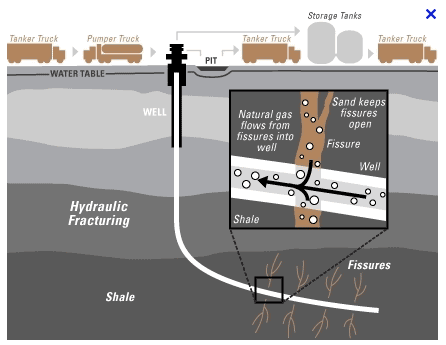 Storage Tanks
Tanker Truck
Pumper Truck
Tanker Truck
Tanker Truck
PIT
WATER TABLE
WELL
Natural gas
flows from
fissures into
well
Sand keeps
fissures
open
Fissure
Well
Shale
Hydraulic
Fracturing
Fissures
Shale